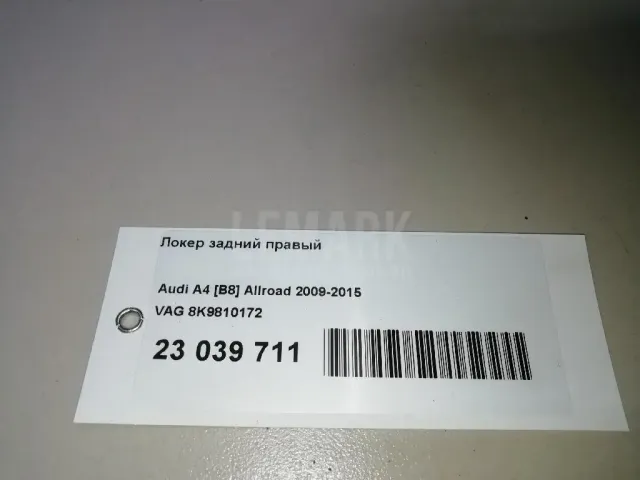 LEMARK
Локер задний правый
Audi A4 [B8] Allroad 2009-2015
VAG 8K9810172
23 039 711